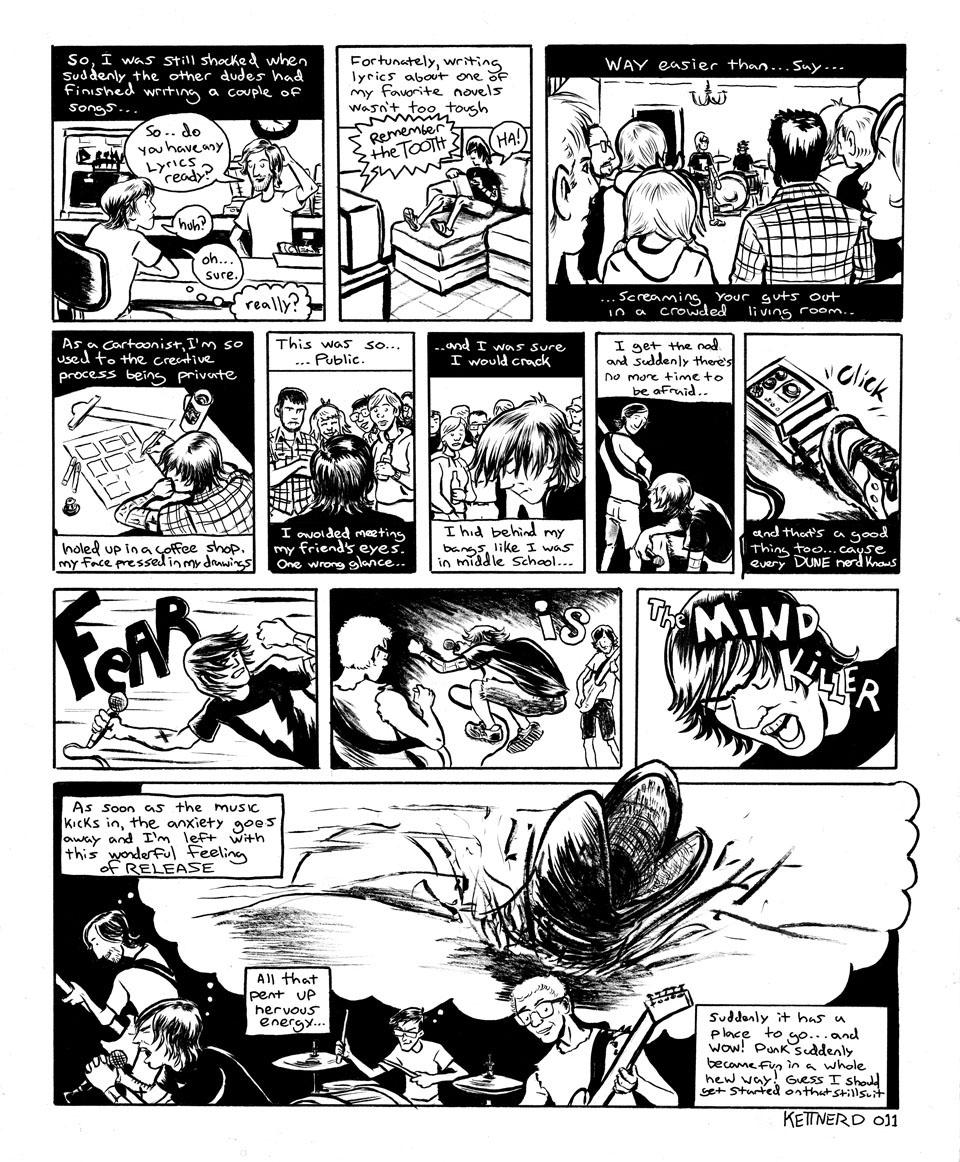 So, I was still shocked when
suddenly the other dudes had
finished writing a couple of
songs...
So.. do
you have any
Lyrics
ready?
huh?
oh...
sure.
really?
Fortunately, writing
lyrics about one of
my favorite novels
wasn't too tough
Remember
the TOOTH
HA!
WAY easier than...say...
...Screaming your guts out
in a crowded living room..
As a cartoonist, I'm so
used to the creative
process being private
holed up in a coffee shop.
my face pressed in my drawings
This was so...
... Public.
I avoided meeting
my friend's eyes.
One wrong glance..
..and I was sure
I would crack
I hid behind my
bangs, like I was
in middle School...
I get the nod
and suddenly there's
no more time to
be afraid..
Click
and that's a good
thing too...cause
every DUNE nerd knows
FeAR
is
The MIND
KiLLER
As soon as the music
kicks in, the anxiety goes
away and I'm left with
this wonderful feeling
of RELEASE
All that
pent up
nervous
energy...
Suddenly it has a
place to go...and
WOW! Punk suddenly
became fun in a whole
new way! Guess I should
get started on that stillsuit
KETTNERD 011